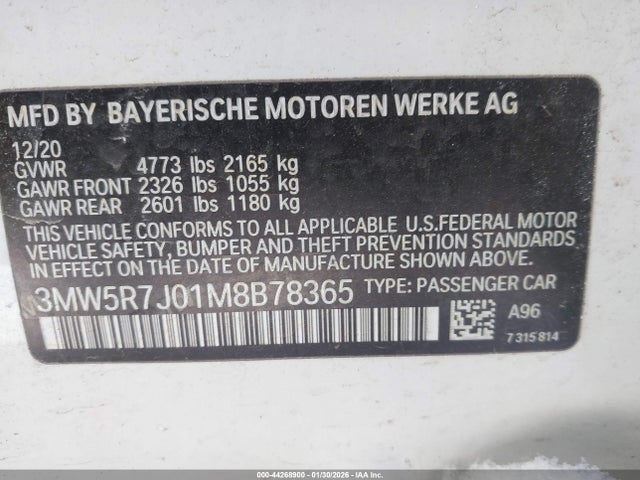 MFD BY BAYERISCHE MOTOREN WERKE AG
12/20
GVWR 4773 lbs 2165 kg
GAWR FRONT 2326 lbs 1055 kg
GAWR REAR 2601 lbs 1180 kg
THIS VEHICLE CONFORMS TO ALL APPLICABLE U.S.FEDERAL MOTOR
VEHICLE SAFETY, BUMPER AND THEFT PREVENTION STANDARDS
IN EFFECT ON THE DATE OF MANUFACTURE SHOWN ABOVE.
3MW5R7J01M8B78365 TYPE: PASSENGER CAR
A96
7 315 814
000-44268900 - 01/30/2026 - IAA Inc.